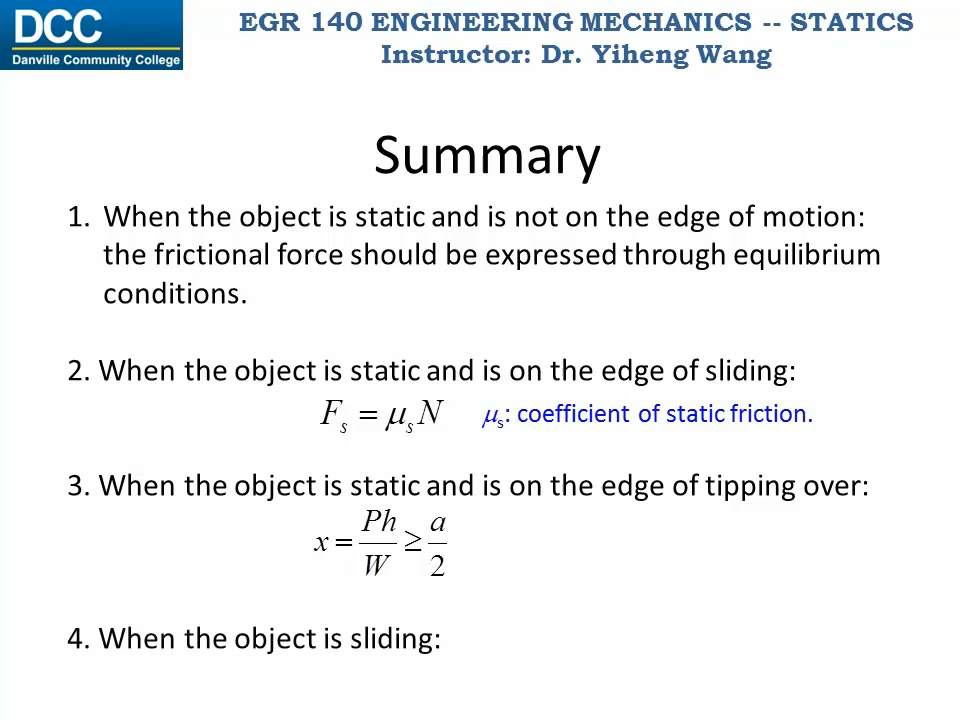 DCC
Danville Community College
EGR 140 ENGINEERING MECHANICS -- STATICS
Instructor: Dr. Yiheng Wang
Summary
1. When the object is static and is not on the edge of motion:
the frictional force should be expressed through equilibrium
conditions.
2. When the object is static and is on the edge of sliding:
Fₛ = μₛN μₛ: coefficient of static friction.
3. When the object is static and is on the edge of tipping over:
x = Ph/W ≥ a/2
4. When the object is sliding: